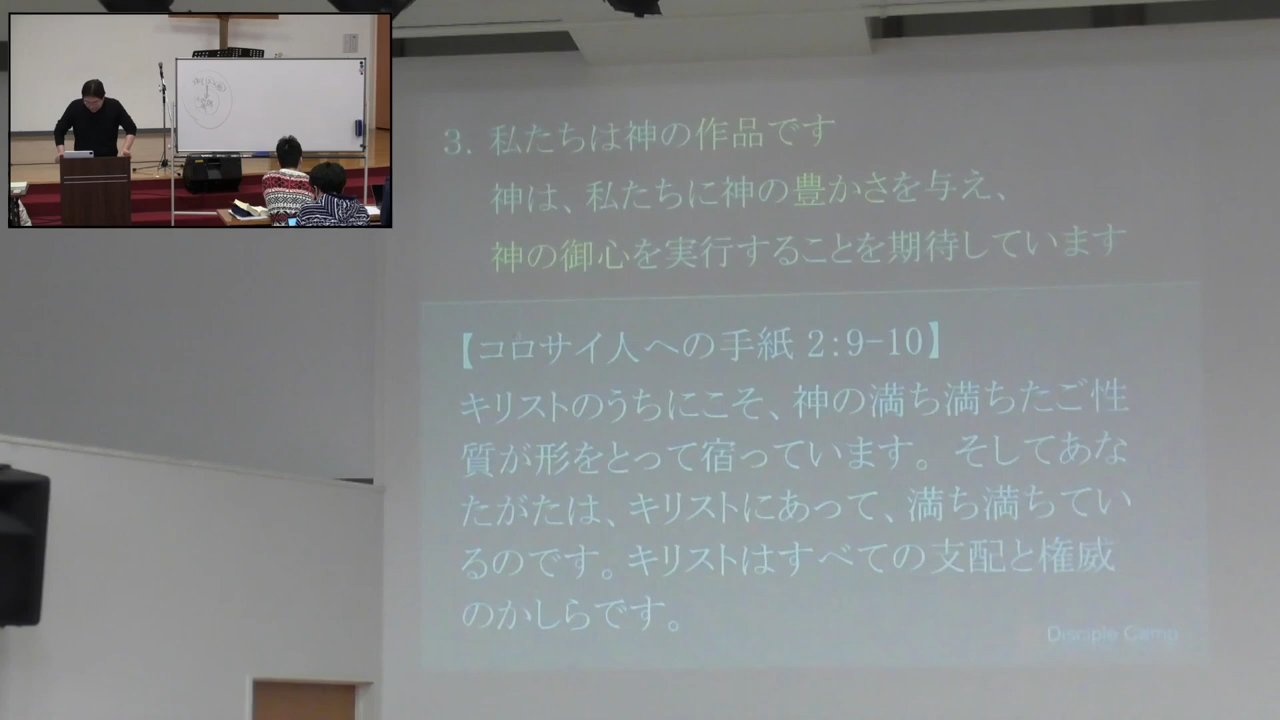 3. 私たちは神の作品です
神は、私たちに神の豊かさを与え、
神の御心を実行することを期待しています
【コロサイ人への手紙 2:9-10】
キリストのうちにこそ、神の満ち満ちたご性
質が形をとって宿っています。そしてあな
たがたは、キリストにあって、満ち満ちてい
るのです。キリストはすべての支配と権威
のかしらです。
Disciple Camp